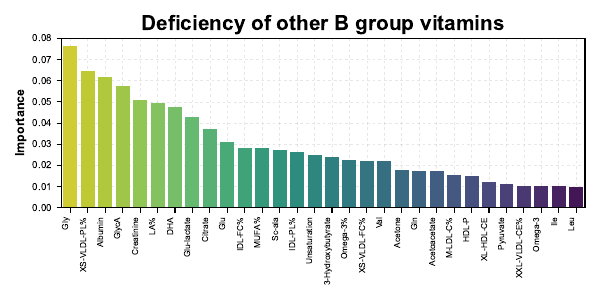 Deficiency of other B group vitamins
Importance
0.08
0.07
0.06
0.05
0.04
0.03
0.02
0.01
0.00
Gly
XS-VLDL-PL%
Albumin
GlycA
Creatinine
LA%
DHA
Glu-lactate
Citrate
Glu
IDL-FC%
MUFA%
So-ala
IDL-PL%
Unsaturation
3-Hydroxybutyrate
Omega-3%
XS-VLDL-FC%
Val
Acetone
Gln
Acetoacetate
M-LDL-C%
HDL-P
XL-HDL-CE
Pyruvate
XXL-VLDL-CE%
Omega-3
Ile
Leu